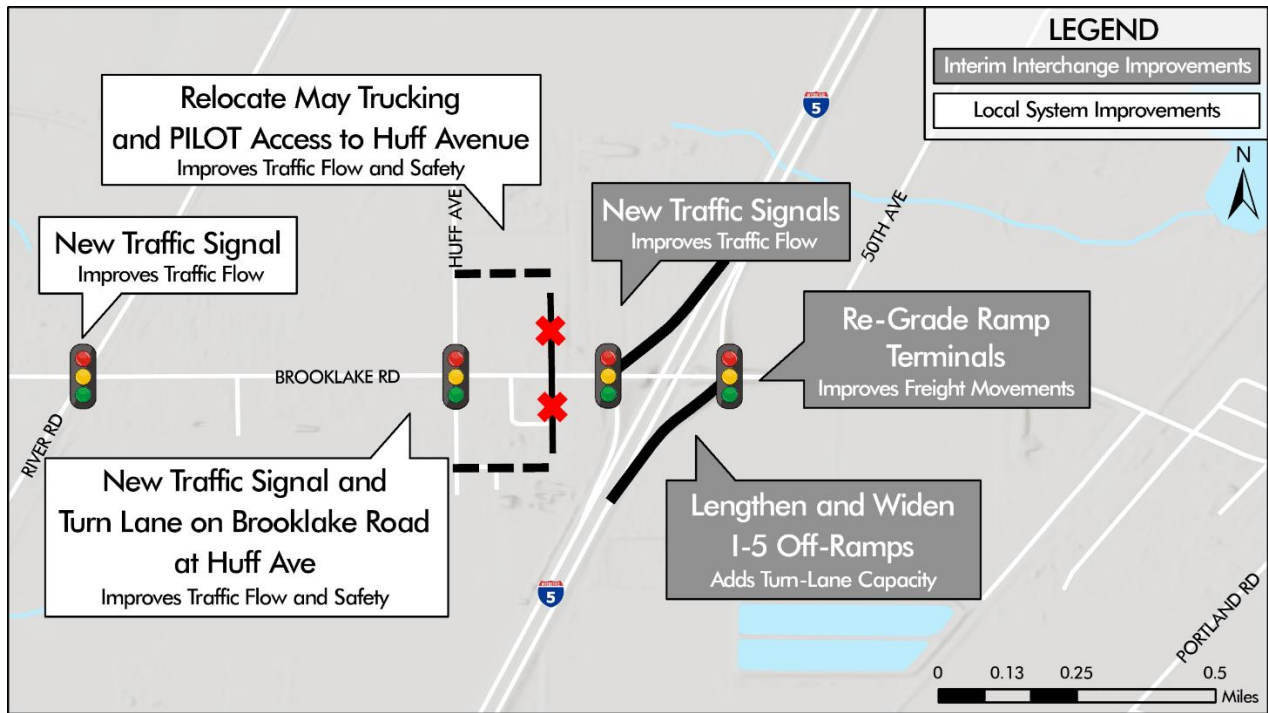 LEGEND
Interim Interchange Improvements
Local System Improvements
N
5
Relocate May Trucking
and PILOT Access to Huff Avenue
Improves Traffic Flow and Safety
HUFF AVE
New Traffic Signals
Improves Traffic Flow
50TH AVE
New Traffic Signal
Improves Traffic Flow
Re-Grade Ramp
Terminals
Improves Freight Movements
BROOKLAKE RD
RIVER RD
New Traffic Signal and
Turn Lane on Brooklake Road
at Huff Ave
Improves Traffic Flow and Safety
Lengthen and Widen
I-5 Off-Ramps
Adds Turn-Lane Capacity
5
PORTLAND RD
0 0.13 0.25 0.5
Miles